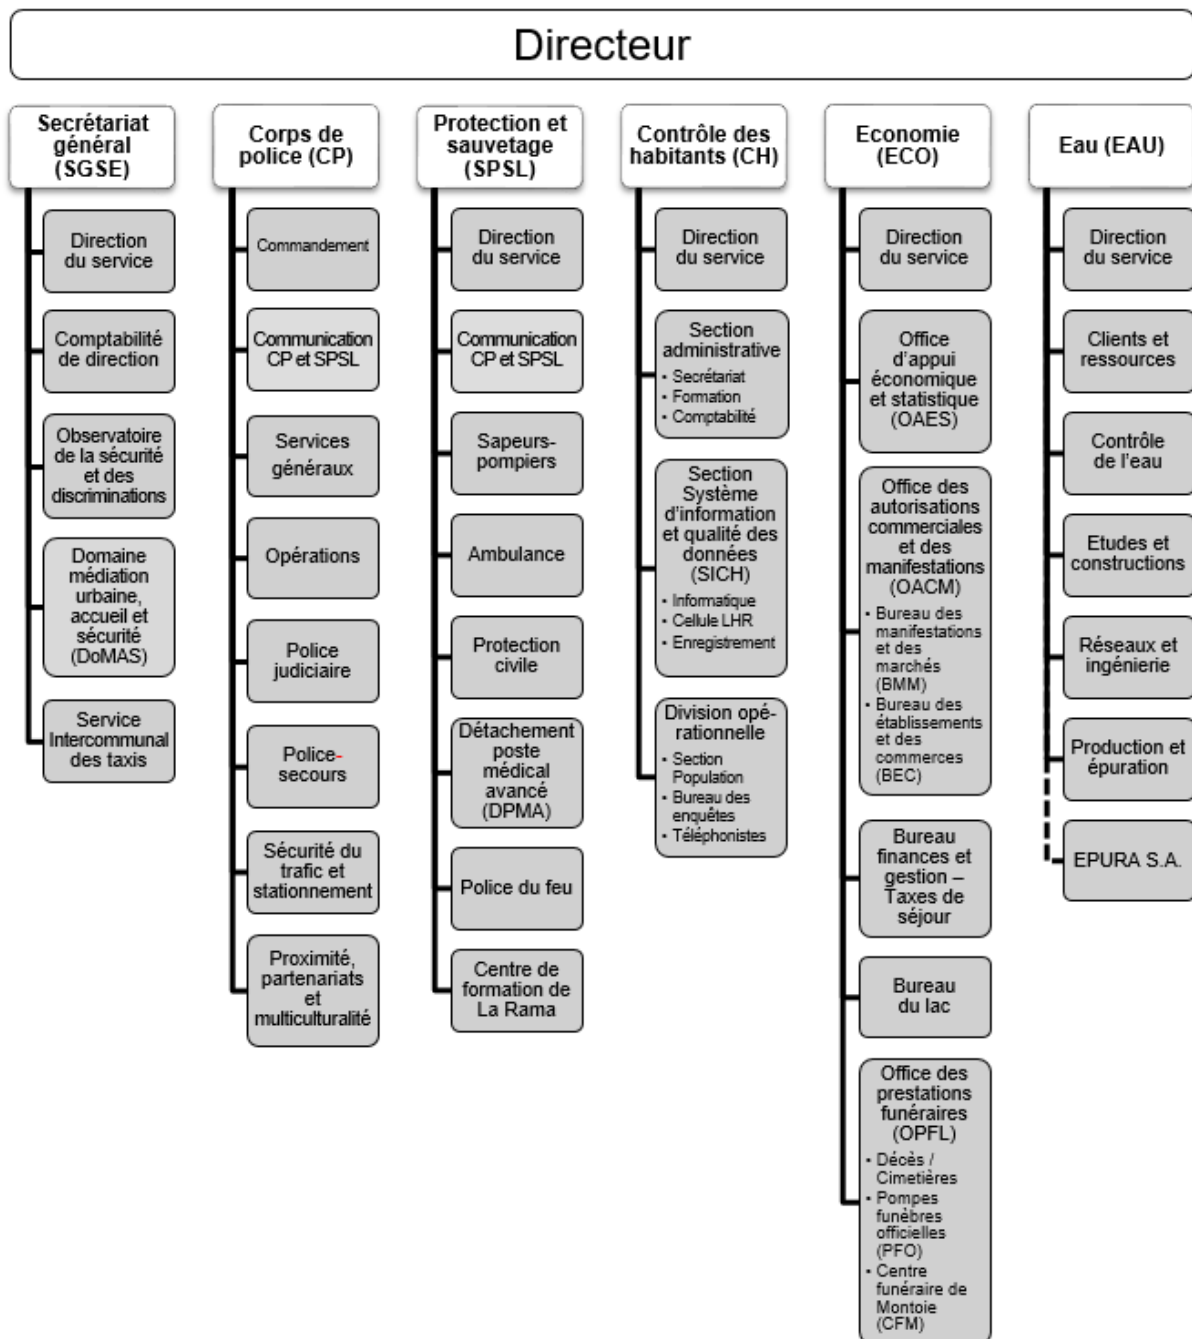 Directeur
Secrétariat
général
(SGSE)
Direction
du service
Comptabilité
de direction
Observatoire
de la sécurité
et des
discriminations
Domaine
médiation
urbaine,
accueil et
sécurité
(DoMAS)
Service
Intercommunal
des taxis
Corps de
police (CP)
Commandement
Communication
CP et SPSL
Services
généraux
Opérations
Police
judiciaire
Police-
secours
Sécurité du
trafic et
stationnement
Proximité,
partenariats
et
multiculturalité
Protection et
sauvetage
(SPSL)
Direction
du service
Communication
CP et SPSL
Sapeurs-
pompiers
Ambulance
Protection
civile
Détachement
poste
médical
avancé
(DPMA)
Police du feu
Centre de
formation de
La Rama
Contrôle des
habitants (CH)
Direction
du service
Section
administrative
• Secrétariat
• Formation
• Comptabilité
Section
Système
d'information
et qualité des
données
(SICH)
• Informatique
• Cellule LHR
• Enregistrement
Division opé-
rationnelle
• Section
Population
• Bureau des
enquêtes
• Téléphonistes
Economie
(ECO)
Direction
du service
Office
d'appui
économique
et statistique
(OAES)
Office des
autorisations
commerciales
et des
manifestations
(OACM)
• Bureau des
manifestations
et des
marchés
(BMM)
• Bureau des
établissements
et des
commerces
(BEC)
Bureau
finances et
gestion –
Taxes de
séjour
Bureau
du lac
Office des
prestations
funéraires
(OPFL)
• Décès /
Cimetières
• Pompes
funèbres
officielles
(PFO)
• Centre
funéraire de
Montoie
(CFM)
Eau (EAU)
Direction
du service
Clients et
ressources
Contrôle
de l'eau
Etudes et
constructions
Réseaux et
ingénierie
Production et
épuration
EPURA S.A.